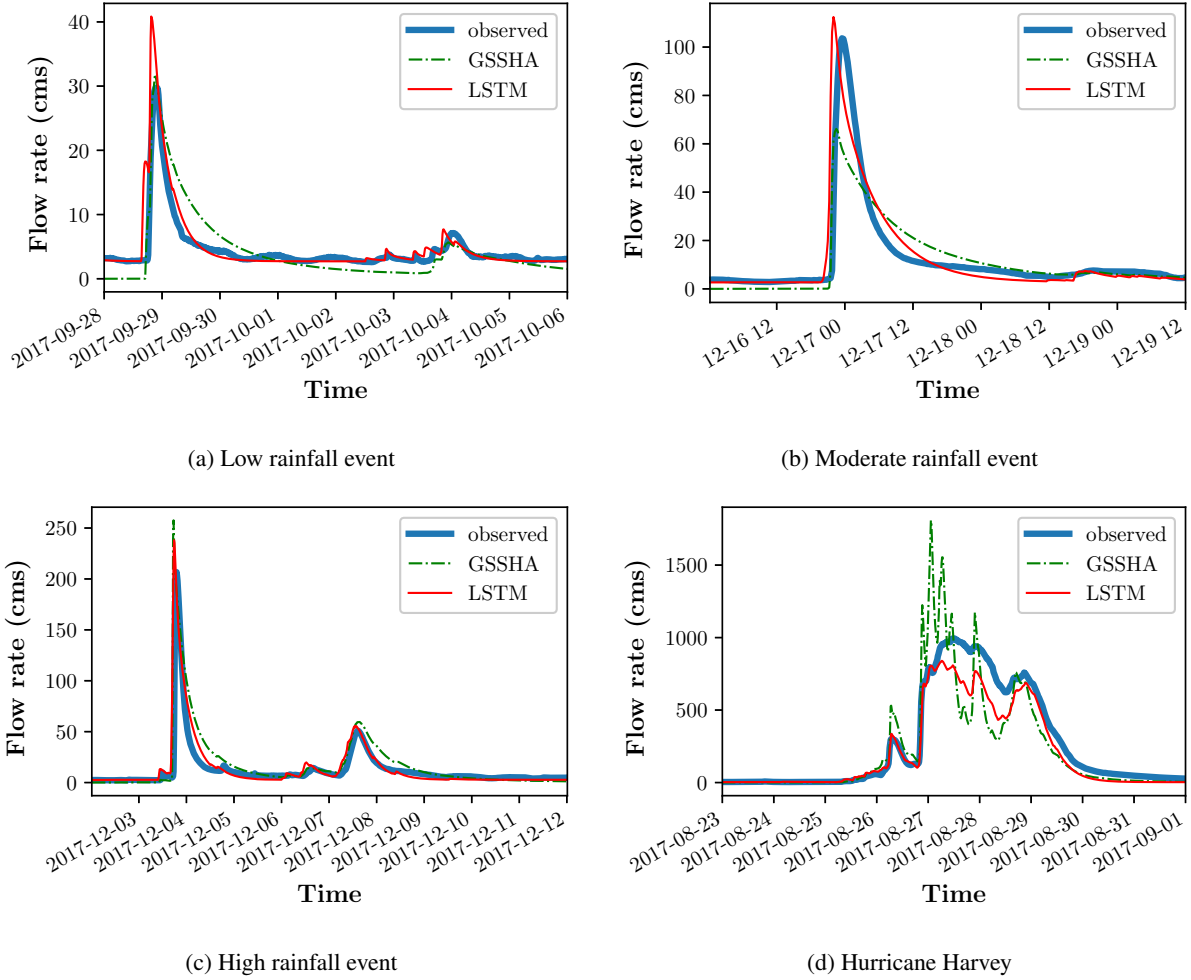 40
30
20
10
0
Flow rate (cms)
observed
GSSHA
LSTM
2017-09-28
2017-09-29
2017-09-30
2017-10-01
2017-10-02
2017-10-03
2017-10-04
2017-10-05
2017-10-06
Time
(a) Low rainfall event
100
80
60
40
20
0
Flow rate (cms)
observed
GSSHA
LSTM
12-16 12
12-17 00
12-17 12
12-18 00
12-18 12
12-19 00
12-19 12
Time
(b) Moderate rainfall event
250
200
150
100
50
0
Flow rate (cms)
observed
GSSHA
LSTM
2017-12-03
2017-12-04
2017-12-05
2017-12-06
2017-12-07
2017-12-08
2017-12-09
2017-12-10
2017-12-11
2017-12-12
Time
(c) High rainfall event
1500
1000
500
0
Flow rate (cms)
observed
GSSHA
LSTM
2017-08-23
2017-08-24
2017-08-25
2017-08-26
2017-08-27
2017-08-28
2017-08-29
2017-08-30
2017-08-31
2017-09-01
Time
(d) Hurricane Harvey